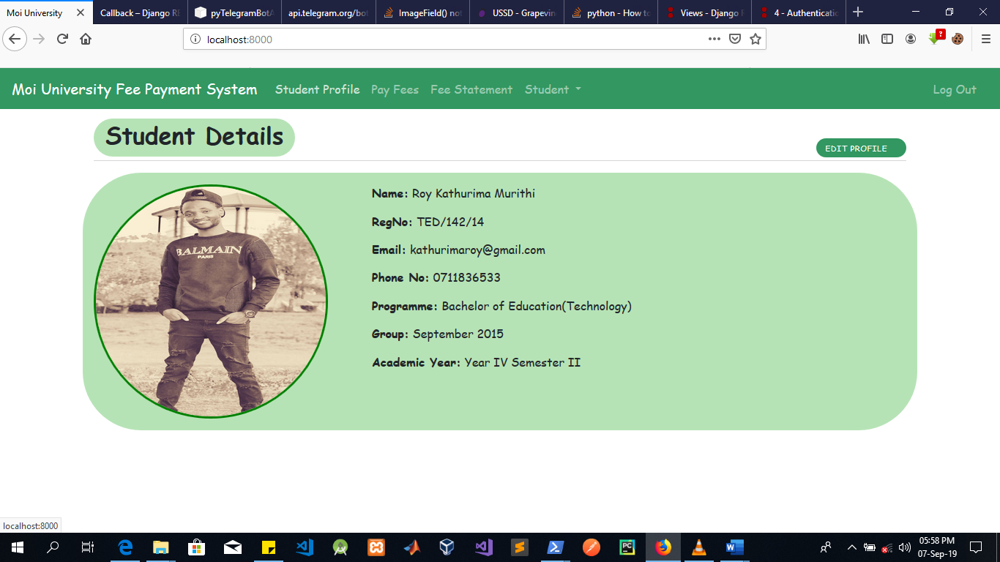 Moi University
Callback – Django RE
pyTelegramBotA
api.telegram.org/bot
ImageField() not
USSD - Grapevine
python - How to
Views - Django R
4 - Authenticatio
localhost:8000
?
Moi University Fee Payment System Student Profile Pay Fees Fee Statement Student Log Out
Student Details
EDIT PROFILE
BALMAIN
PARIS
Name: Roy Kathurima Murithi
RegNo: TED/142/14
Email: kathurimaroy@gmail.com
Phone No: 0711836533
Programme: Bachelor of Education(Technology)
Group: September 2015
Academic Year: Year IV Semester II
localhost:8000
PC
W
05:58 PM
07-Sep-19